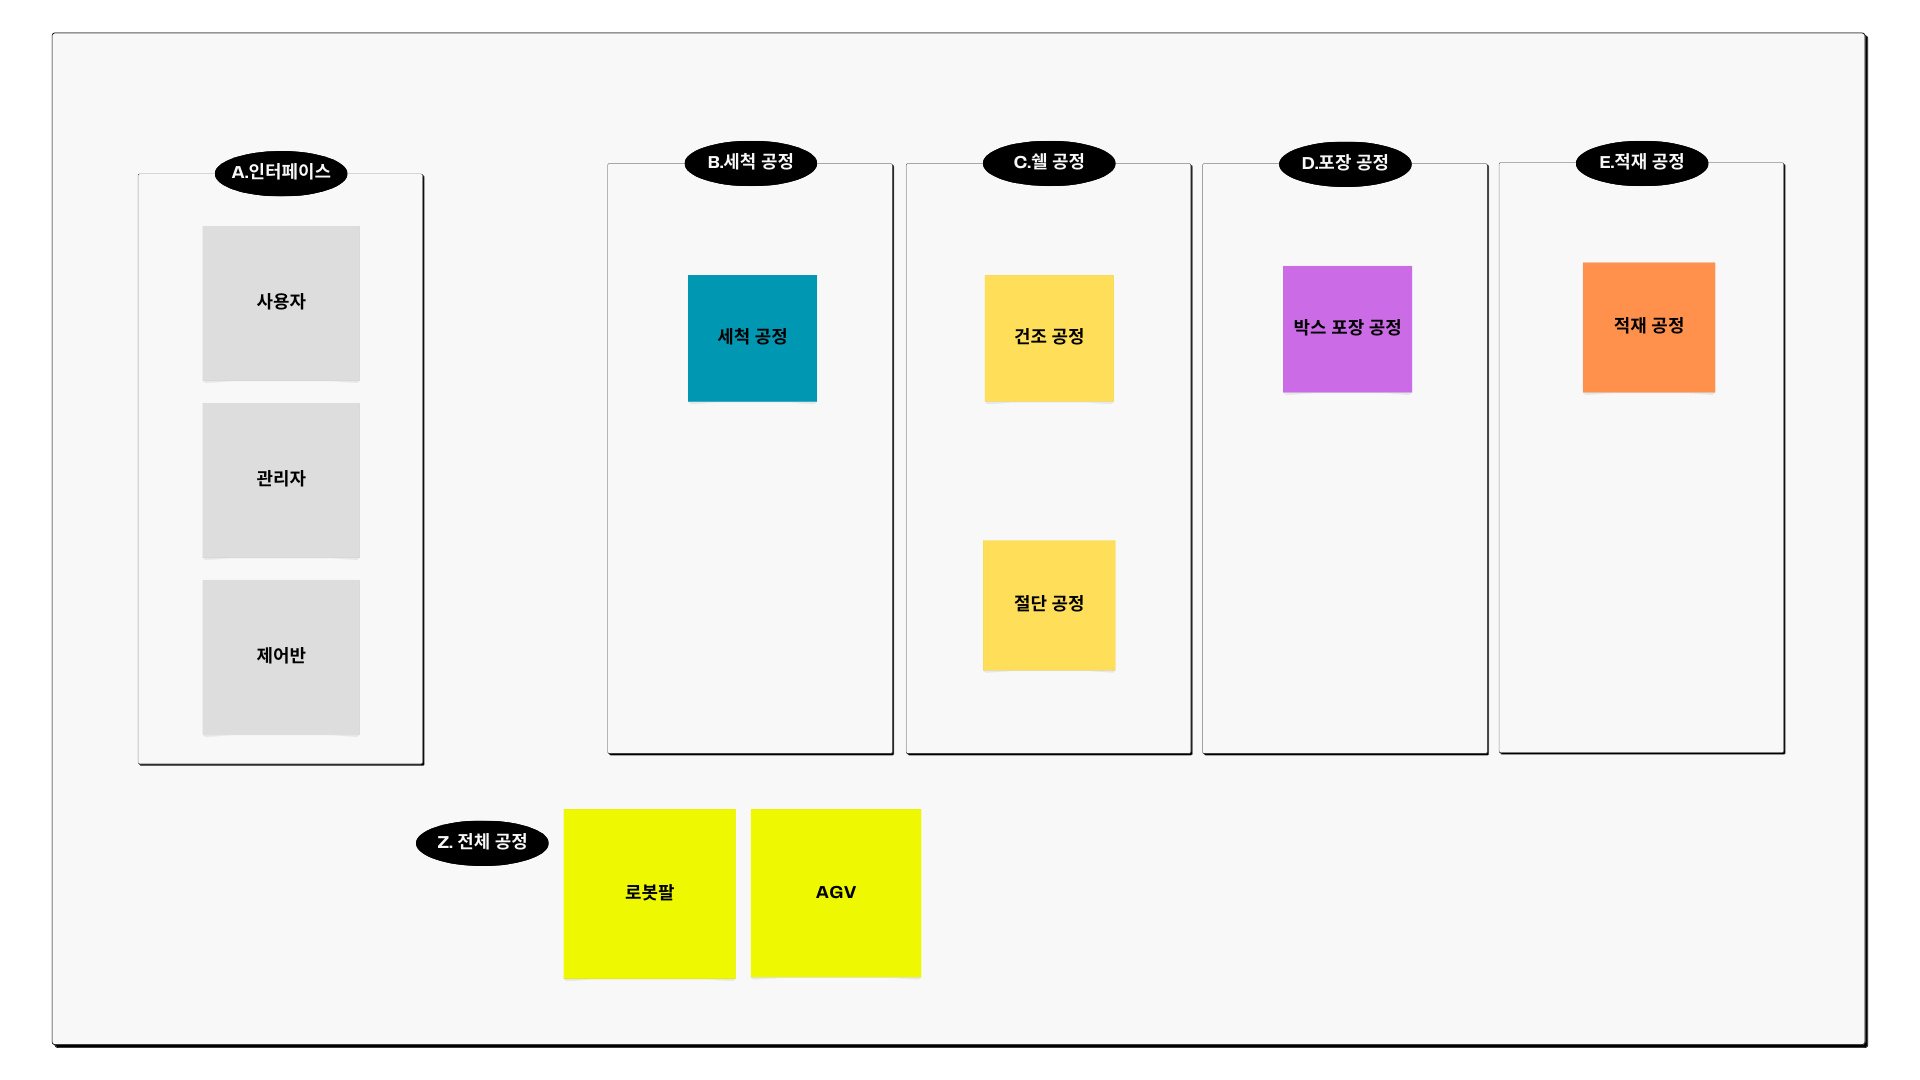 A.인터페이스
사용자
관리자
제어반
B.세척 공정
세척 공정
C.쉘 공정
건조 공정
절단 공정
D.포장 공정
박스 포장 공정
E.적재 공정
적재 공정
Z. 전체 공정
로봇팔
AGV